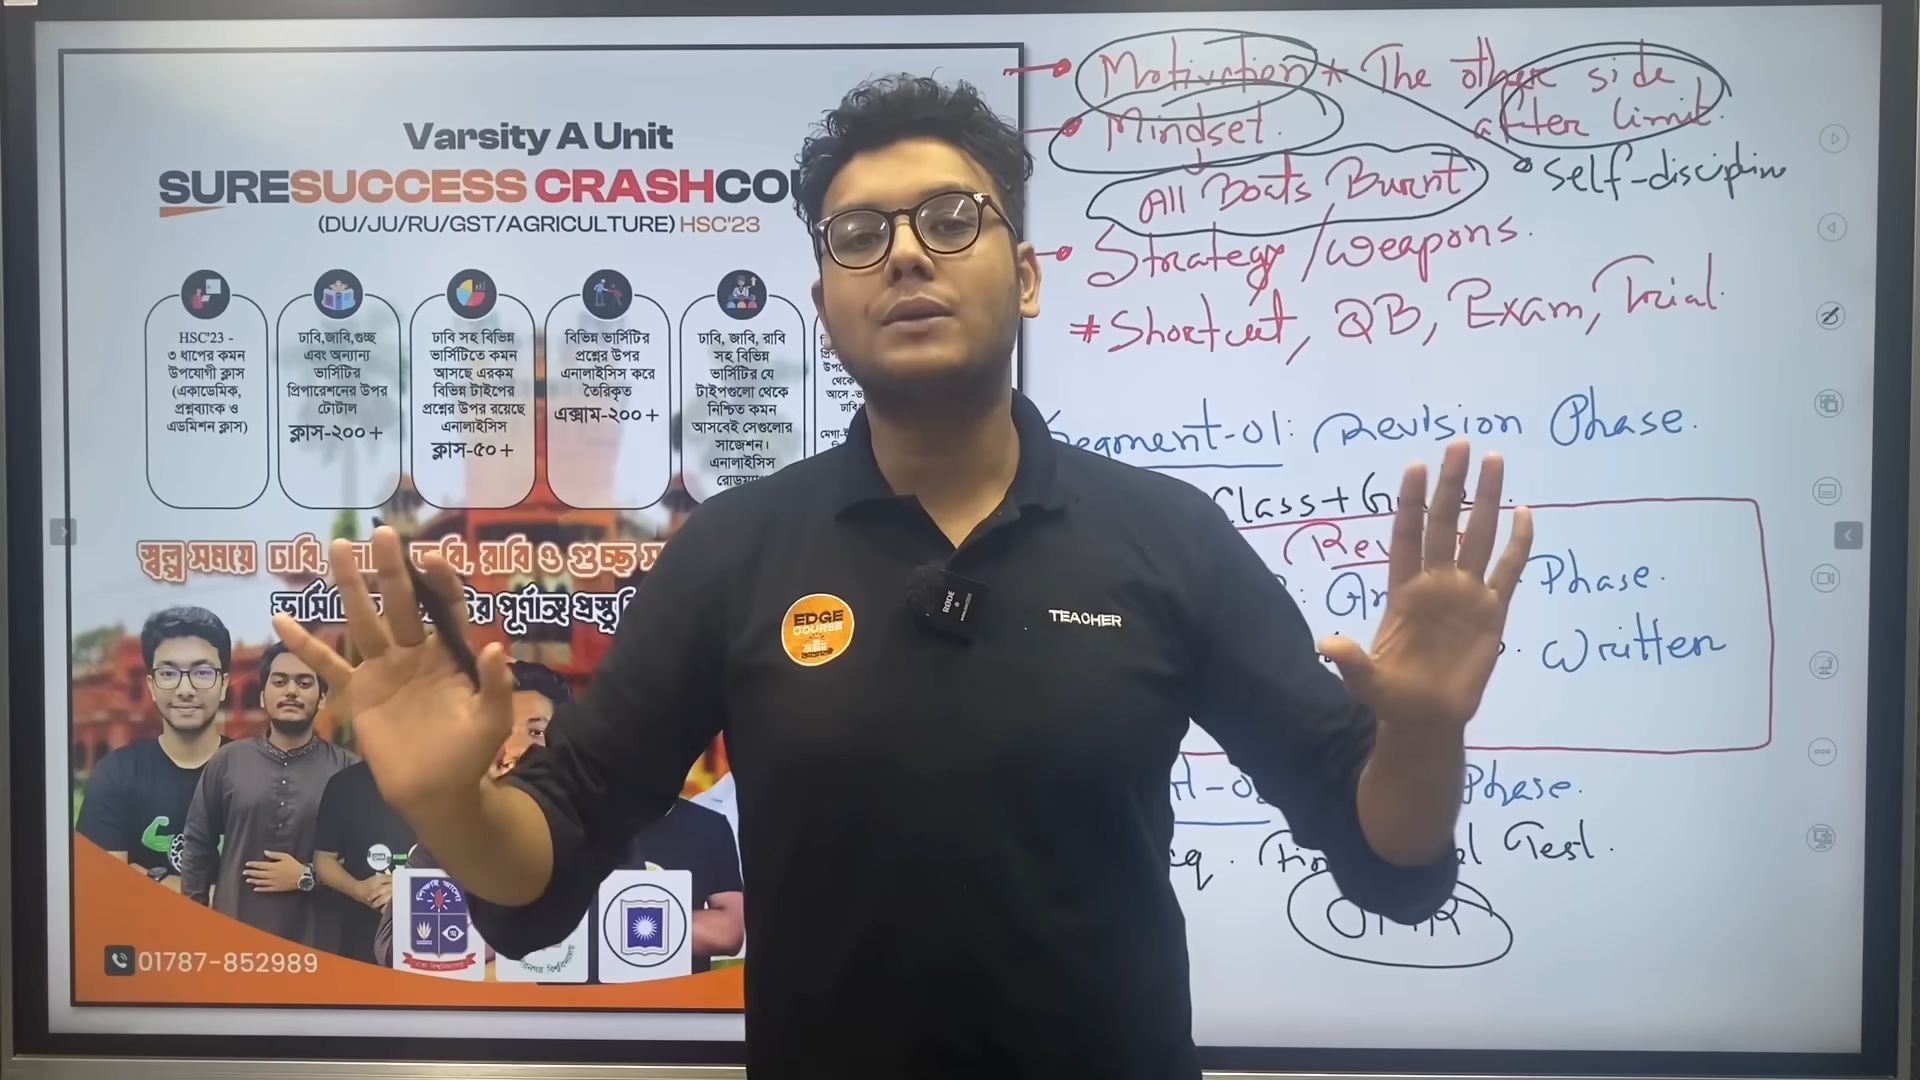 Varsity A Unit
SURESUCCESS CRASHCOU
(DU/JU/RU/GST/AGRICULTURE) HSC'23
HSC'23 -
৩ ধাপের কমন
উপযোগী ক্লাস
(একাডেমিক,
প্রশ্নব্যাংক ও
এডমিশন ক্লাস)
ঢাবি,জাবি,গুচ্ছ
এবং অন্যান্য
ভার্সিটির
প্রিপারেশনের উপর
টোটাল
ক্লাস-২০০+
ঢাবি সহ বিভিন্ন
ভার্সিটিতে কমন
আসছে এরকম
বিভিন্ন টাইপের
প্রশ্নের উপর রয়েছে
এনালাইসিস
ক্লাস-৫০+
বিভিন্ন ভার্সিটির
প্রশ্নের উপর
এনালাইসিস করে
তৈরিকৃত
এক্সাম-২০০+
ঢাবি, জাবি, রাবি
সহ বিভিন্ন
ভার্সিটির যে
টাইপগুলো থেকে
নিশ্চিত কমন
আসবেই সেগুলোর
সাজেশন।
এনালাইসিস
স্বল্প সময়ে ঢাবি, রাবি ও গুচ্ছ
পূর্ণাঙ্গ
01787-852989
EDGE
COURSE
RODE
TEACHER
Motivation * The other side
after limit.
Mindset.
All Boats Burnt
Self-discipline
Strategy/Weapons.
# Shortcut, QB, Exam, Trial.
Segment-01: Revision Phase.
Class+
Phase.
Written
Phase.
Test.
OMR